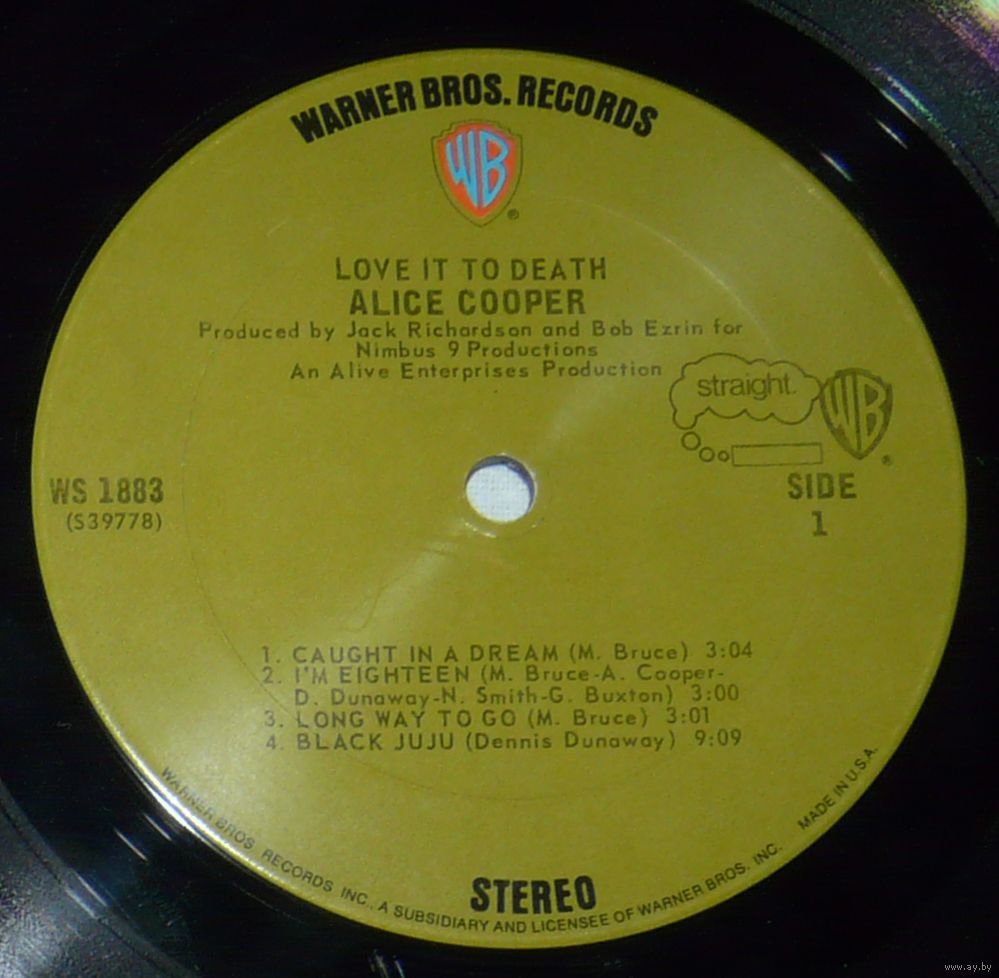 WARNER BROS. RECORDS
WB
®
LOVE IT TO DEATH
ALICE COOPER
Produced by Jack Richardson and Bob Ezrin for
Nimbus 9 Productions
An Alive Enterprises Production
straight.
WB
®
WS 1883
(S39778)
SIDE
1
1. CAUGHT IN A DREAM (M. Bruce) 3:04
2. I'M EIGHTEEN (M. Bruce-A. Cooper-
D. Dunaway-N. Smith-G. Buxton) 3:00
3. LONG WAY TO GO (M. Bruce) 3:01
4. BLACK JUJU (Dennis Dunaway) 9:09
STEREO
WARNER BROS. RECORDS INC., A SUBSIDIARY AND LICENSEE OF WARNER BROS. INC. MADE IN U.S.A.
www.ay.by